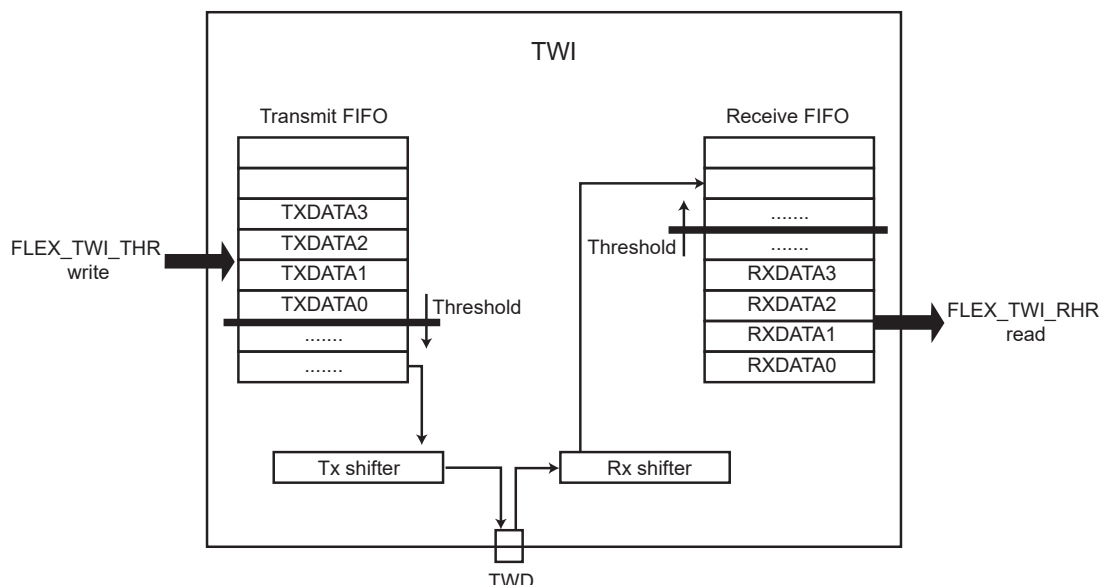 TWI
Transmit FIFO
Receive FIFO
TXDATA3
TXDATA2
TXDATA1
TXDATA0
.......
.......
FLEX_TWI_THR
write
Threshold
.......
.......
RXDATA3
RXDATA2
RXDATA1
RXDATA0
Threshold
FLEX_TWI_RHR
read
Tx shifter
Rx shifter
TWD